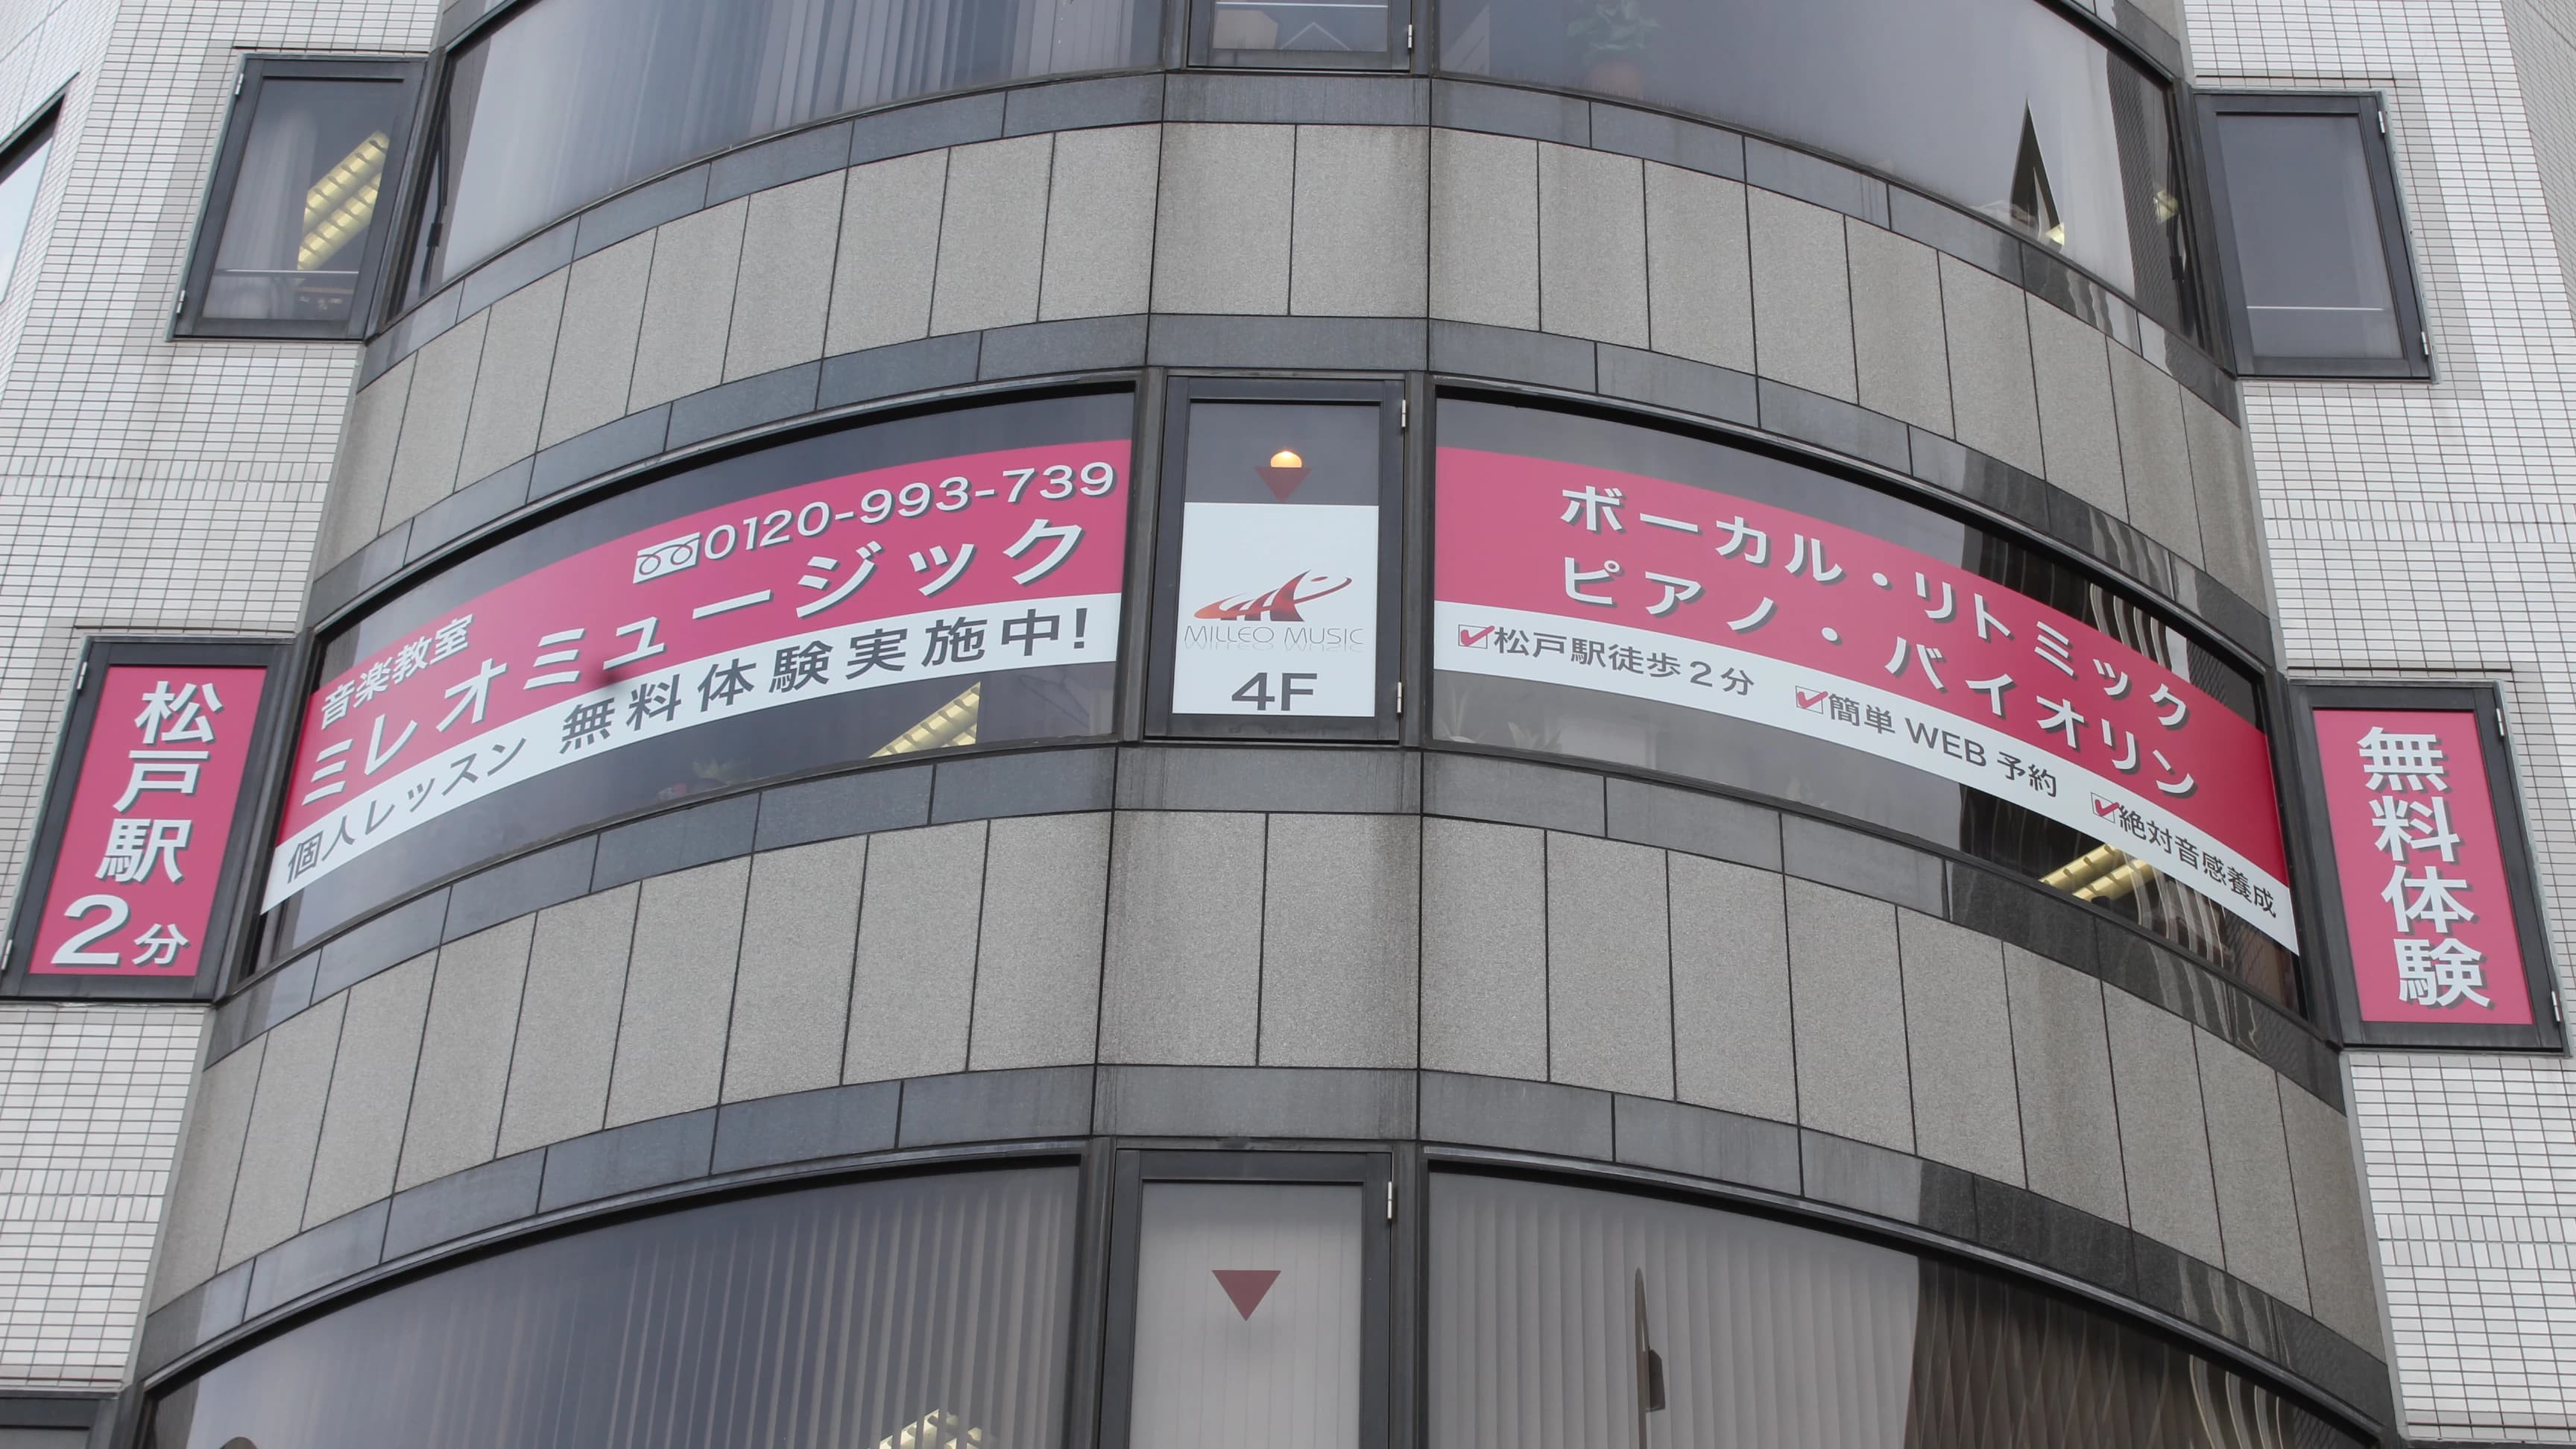 松戸駅
2分
音楽教室
0120-993-739
ミレオミュージック
個人レッスン 無料体験実施中!
MILLEO MUSIC
4F
ボーカル・リトミック
ピアノ・バイオリン
松戸駅徒歩2分 簡単WEB予約 絶対音感養成
無料体験